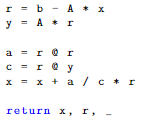 r = b - A * x
y = A * r
a = r @ r
c = r @ y
x = x + a / c * r
return x, r, _